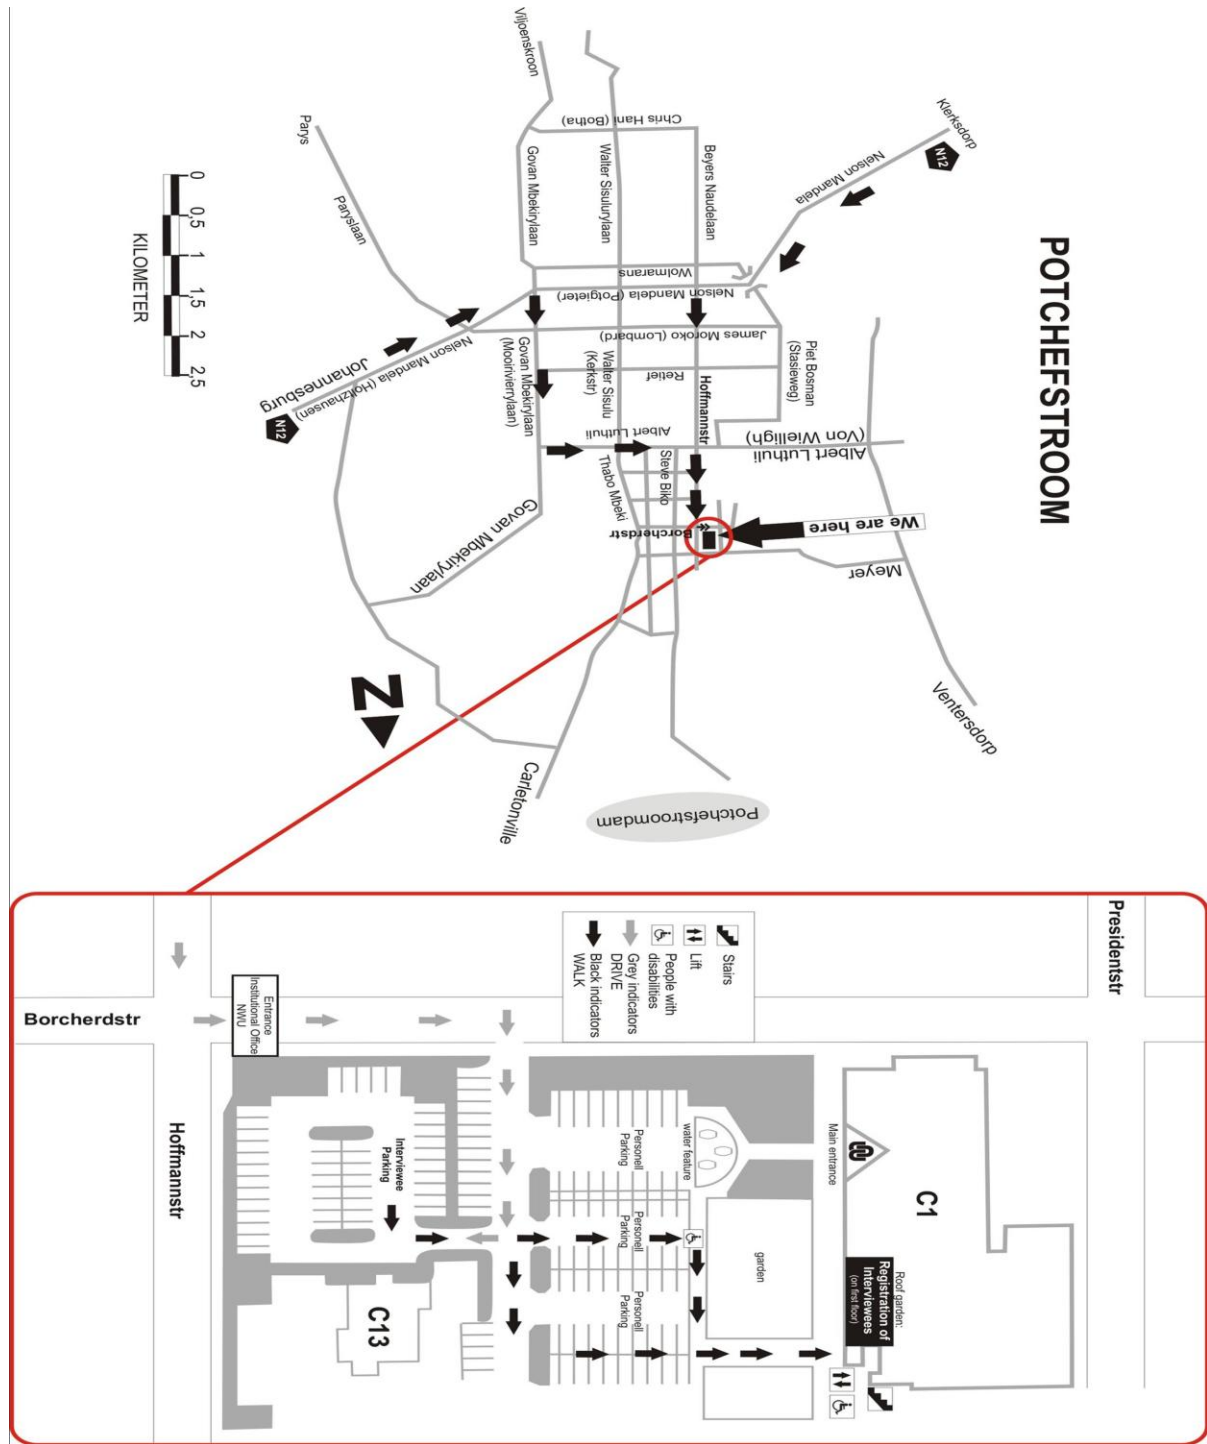 POTCHEFSTROOM
Viljoenskroon
Parys
Paryslaan
Klerksdorp
N12
Nelson Mandela
Chris Hani (Botha)
Govan Mbekirylaan
Walter Sisulurylaan
Beyers Naudelaan
Wolmarans
Nelson Mandela (Potgieter)
James Moroko (Lombard)
Retief
Piet Bosman
(Stasieweg)
Hoffmannstr
Walter Sisulu
(Kerkstr)
Govan Mbekirylaan
(Mooirivierrylaan)
Nelson Mandela (Holtzhausen)
Johannesburg
N12
Albert Luthuli
Albert Luthuli
(Von Wielligh)
Steve Biko
Thabo Mbeki
Borcherdstr
We are here
Meyer
Govan Mbekirylaan
Ventersdorp
Carletonville
Potchefstroomdam
N
0
0,5
1
1,5
2
2,5
KILOMETER
Presidentstr
Stairs
Lift
People with
disabilities
Grey indicators
DRIVE
Black indicators
WALK
Borcherdstr
Entrance
Institutional Office
NWU
Hoffmannstr
Interviewee
Parking
C13
Personell
Parking
Personell
Parking
Personell
Parking
water feature
garden
Main entrance
C1
Roof garden:
Registration of
Interviewees
(on first floor)